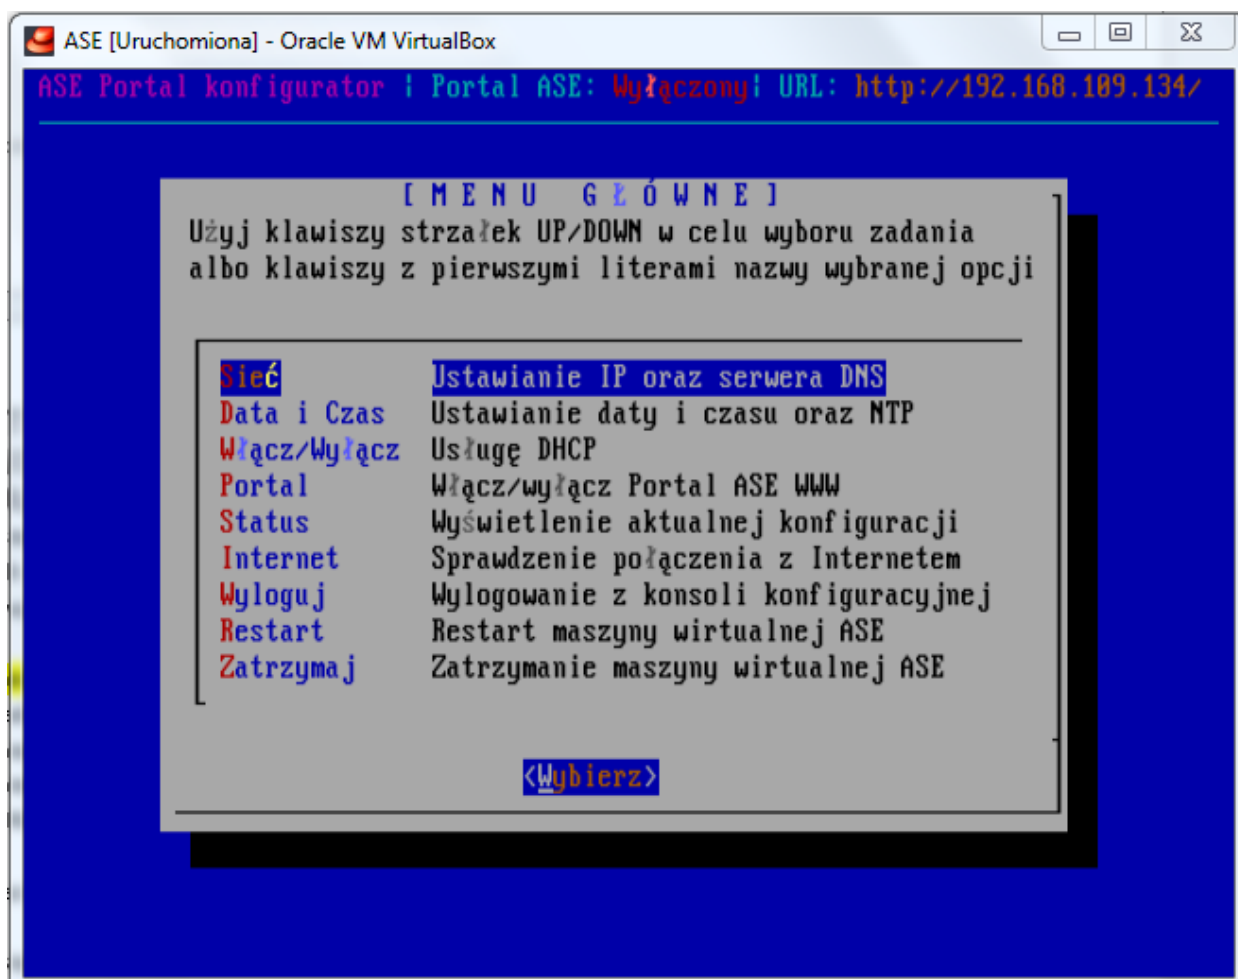 ASE [Uruchomiona] - Oracle VM VirtualBox
ASE Portal konfigurator | Portal ASE: Wyłączony| URL: http://192.168.109.134/
[ M E N U   G Ł Ó W N E ]
Użyj klawiszy strzałek UP/DOWN w celu wyboru zadania
albo klawiszy z pierwszymi literami nazwy wybranej opcji
Sieć Ustawianie IP oraz serwera DNS
Data i Czas Ustawianie daty i czasu oraz NTP
Włącz/Wyłącz Usługę DHCP
Portal Włącz/wyłącz Portal ASE WWW
Status Wyświetlenie aktualnej konfiguracji
Internet Sprawdzenie połączenia z Internetem
Wyloguj Wylogowanie z konsoli konfiguracyjnej
Restart Restart maszyny wirtualnej ASE
Zatrzymaj Zatrzymanie maszyny wirtualnej ASE
<Wybierz>